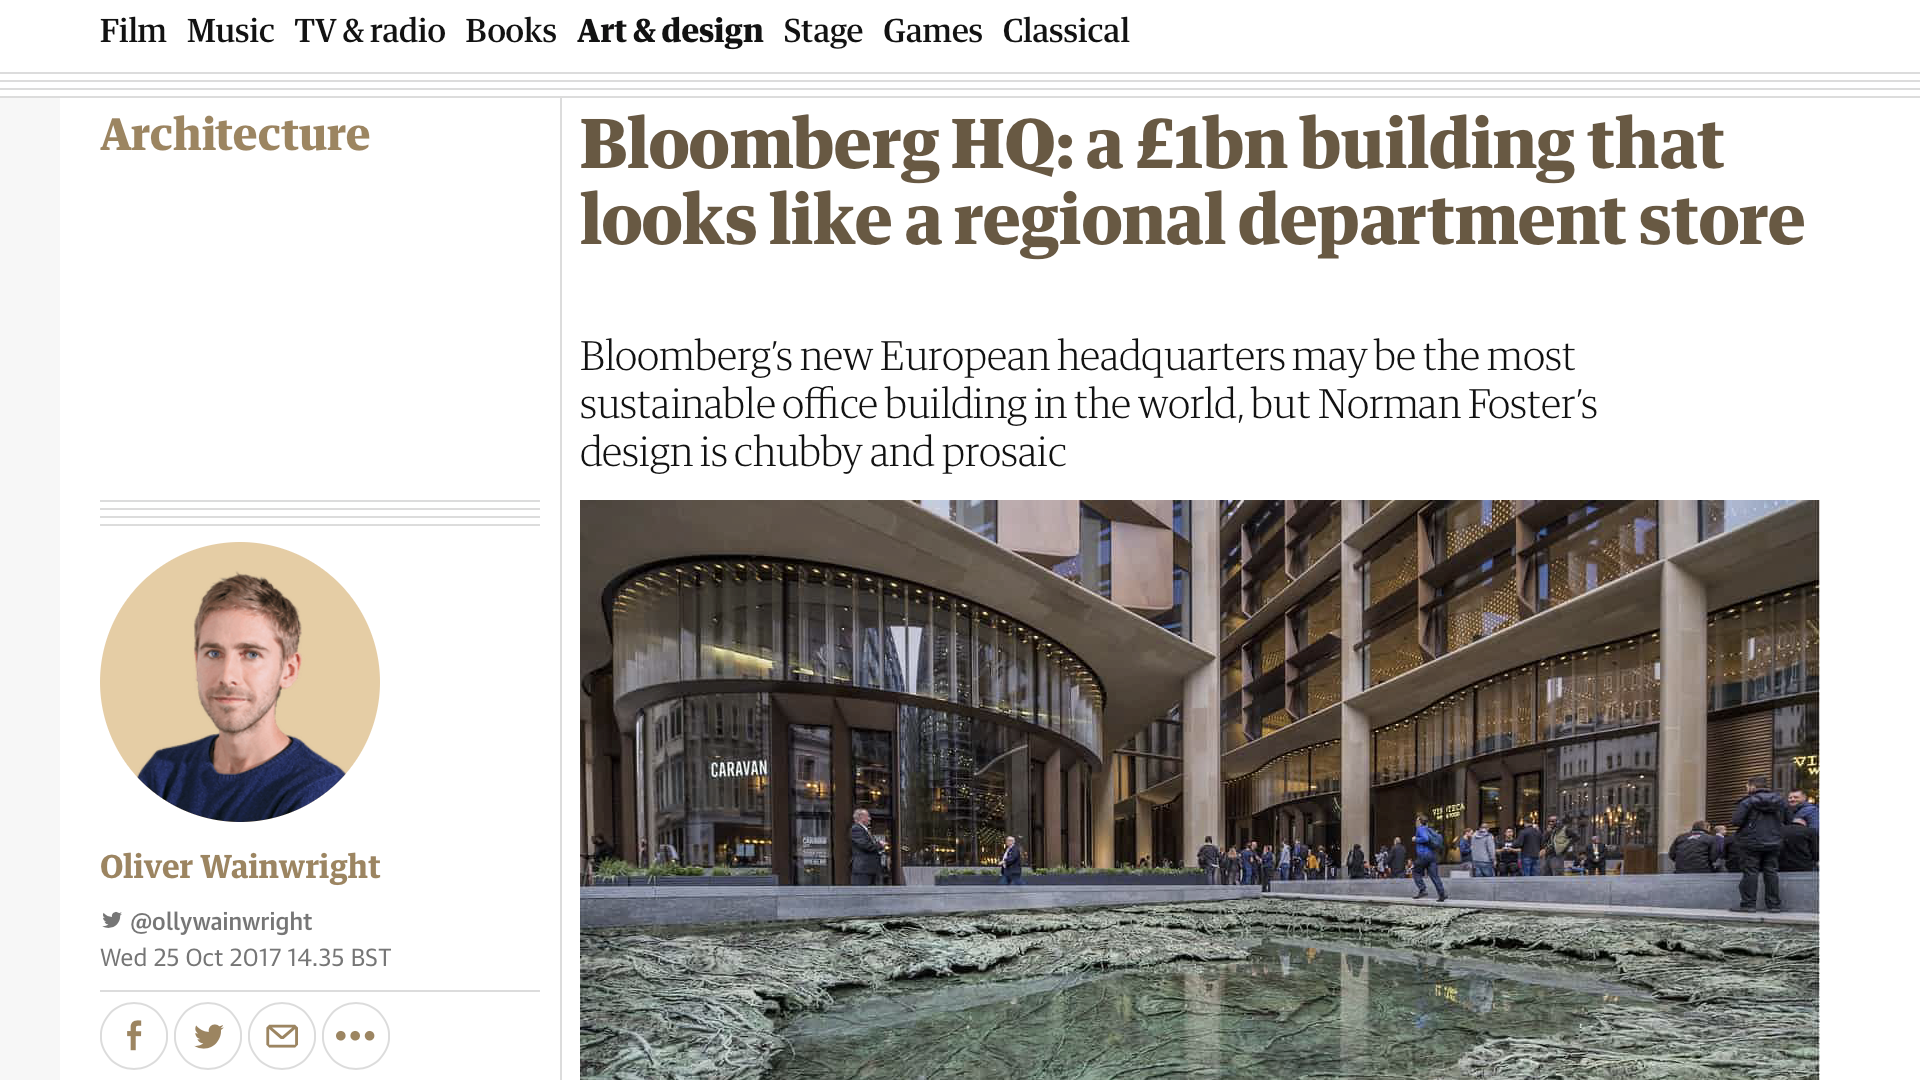 Film Music TV & radio Books Art & design Stage Games Classical
Architecture
Bloomberg HQ: a £1bn building that
looks like a regional department store
Bloomberg’s new European headquarters may be the most
sustainable office building in the world, but Norman Foster’s
design is chubby and prosaic
Oliver Wainwright
@ollywainwright
Wed 25 Oct 2017 14.35 BST
CARAVAN